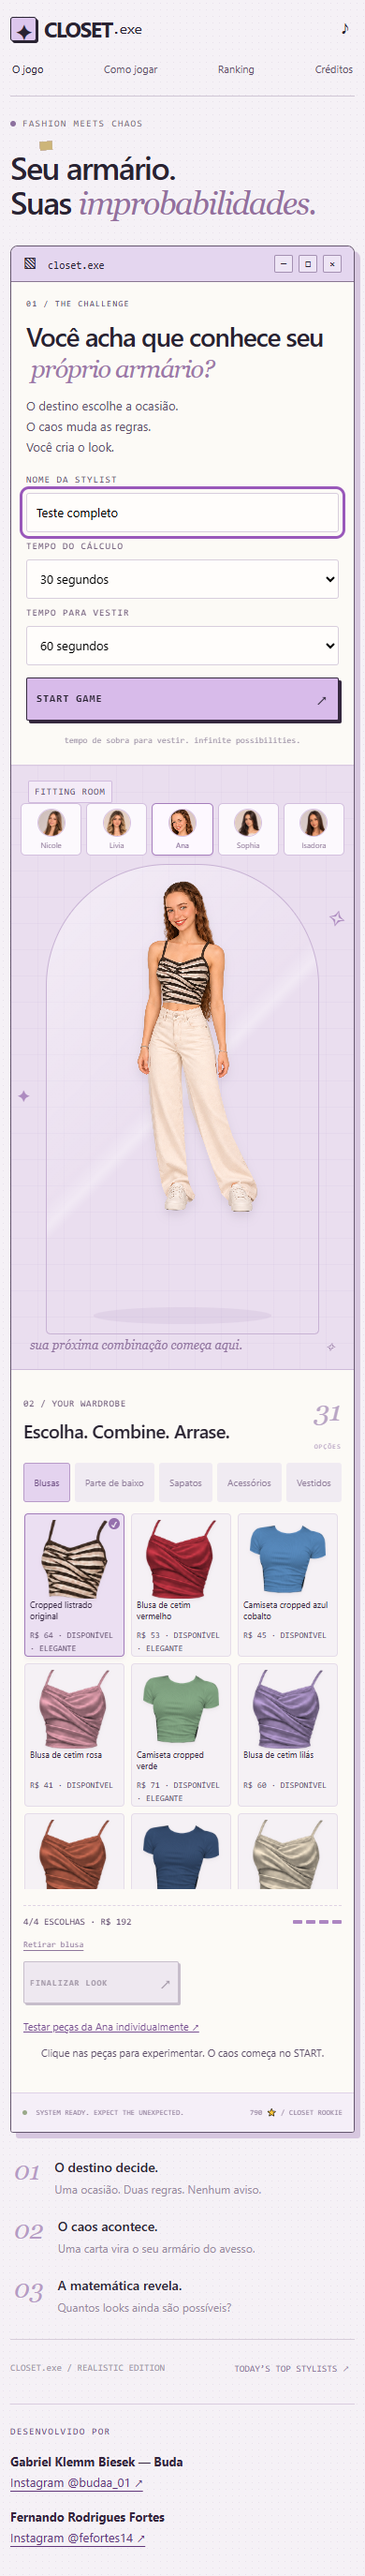 CLOSET.exe
♪
O jogo
Como jogar
Ranking
Créditos
FASHION MEETS CHAOS
Seu armário.
Suas improbabilidades.
closet.exe
01 / THE CHALLENGE
Você acha que conhece seu
próprio armário?
O destino escolhe a ocasião.
O caos muda as regras.
Você cria o look.
NOME DA STYLIST
Teste completo
TEMPO DO CÁLCULO
30 segundos
TEMPO PARA VESTIR
60 segundos
START GAME ↗
tempo de sobra para vestir. infinite possibilities.
FITTING ROOM
Nicole
Livia
Ana
Sophia
Isadora
sua próxima combinação começa aqui.
02 / YOUR WARDROBE
Escolha. Combine. Arrase.
31
OPÇÕES
Blusas
Parte de baixo
Sapatos
Acessórios
Vestidos
Cropped listrado
original
R$ 64 · DISPONÍVEL
· ELEGANTE
Blusa de cetim
vermelho
R$ 53 · DISPONÍVEL
· ELEGANTE
Camiseta cropped azul
cobalto
R$ 45 · DISPONÍVEL
Blusa de cetim rosa
R$ 41 · DISPONÍVEL
Camiseta cropped
verde
R$ 71 · DISPONÍVEL
· ELEGANTE
Blusa de cetim lilás
R$ 60 · DISPONÍVEL
4/4 ESCOLHAS · R$ 192
Retirar blusa
FINALIZAR LOOK ↗
Testar peças da Ana individualmente ↗
Clique nas peças para experimentar. O caos começa no START.
SYSTEM READY. EXPECT THE UNEXPECTED.
790 ⭐ / CLOSET ROOKIE
01
O destino decide.
Uma ocasião. Duas regras. Nenhum aviso.
02
O caos acontece.
Uma carta vira o seu armário do avesso.
03
A matemática revela.
Quantos looks ainda são possíveis?
CLOSET.exe / REALISTIC EDITION
TODAY'S TOP STYLISTS ↗
DESENVOLVIDO POR
Gabriel Klemm Biesek — Buda
Instagram @budaa_01 ↗
Fernando Rodrigues Fortes
Instagram @fefortes14 ↗